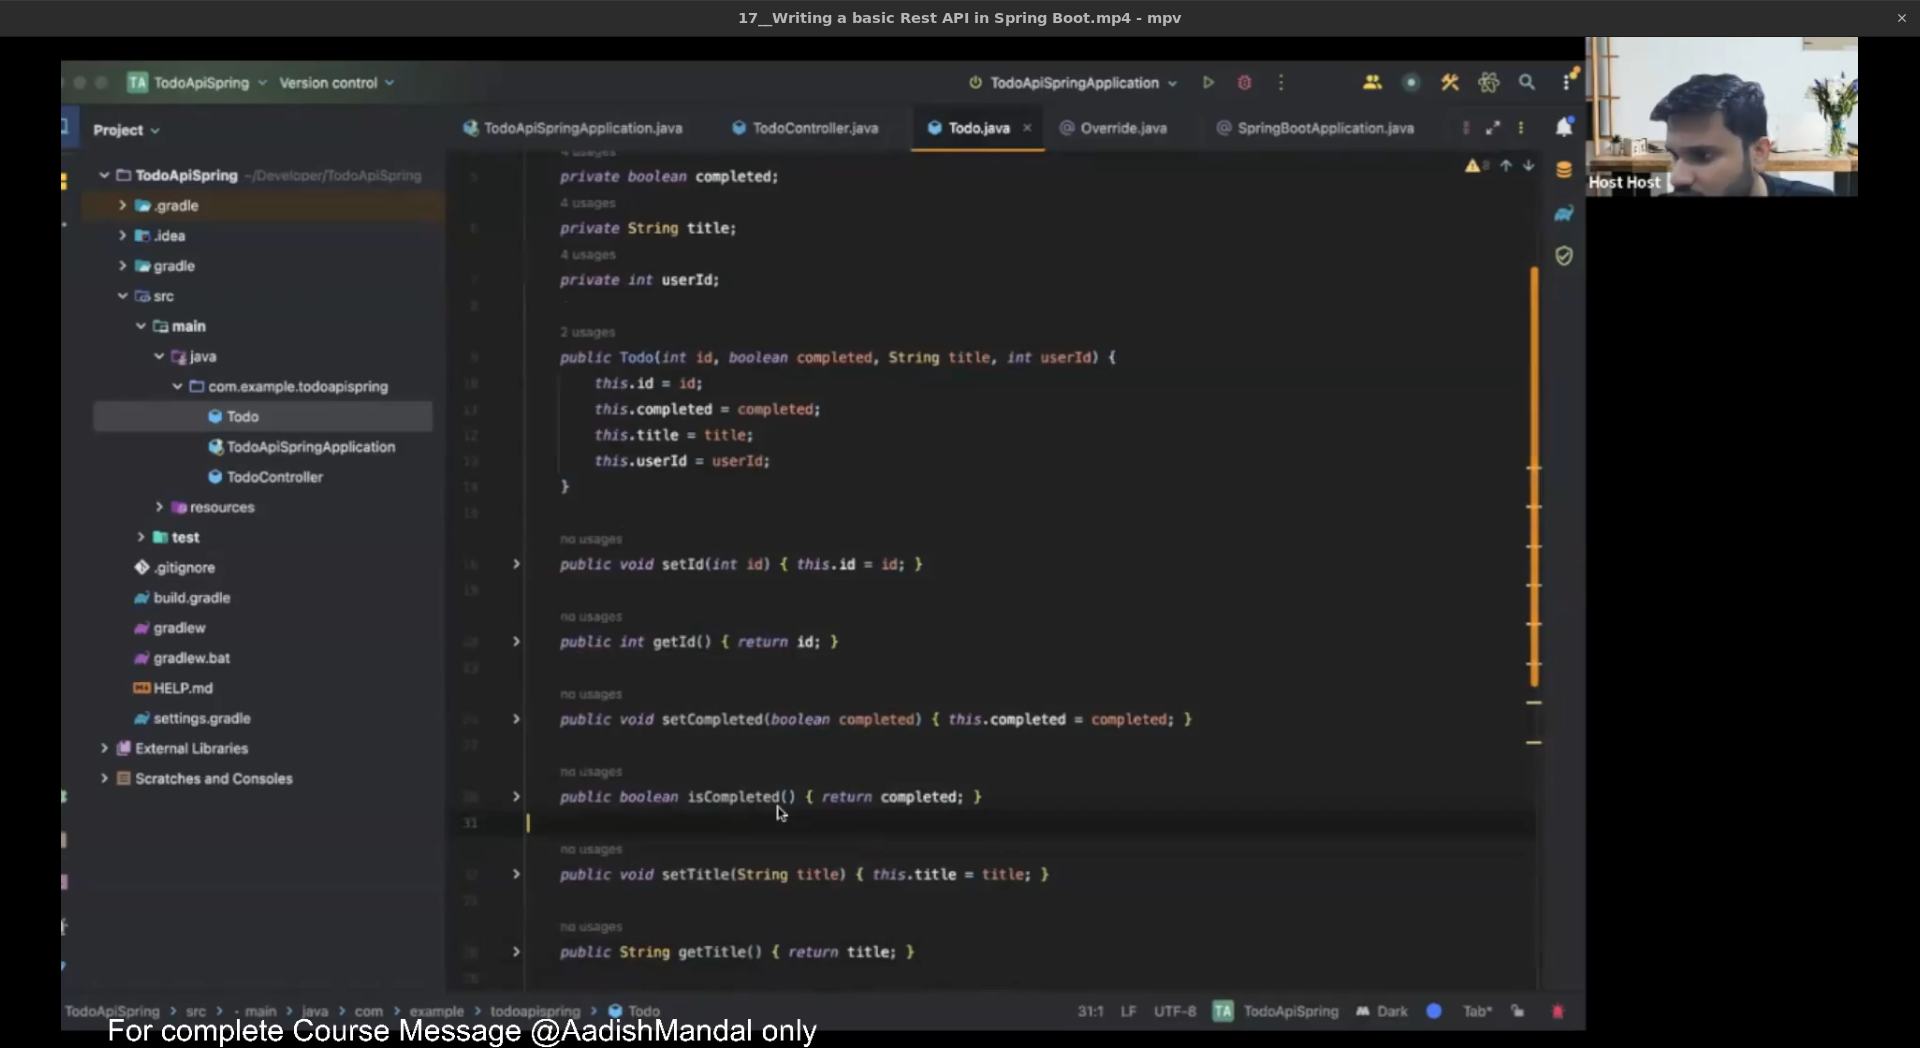 17__Writing a basic Rest API in Spring Boot.mp4 - mpv
TA TodoApiSpring Version control
TodoApiSpringApplication
Project
TodoApiSpringApplication.java TodoController.java Todo.java Override.java SpringBootApplication.java
TodoApiSpring ~/Developer/TodoApiSpring
.gradle
.idea
gradle
src
main
java
com.example.todoapispring
Todo
TodoApiSpringApplication
TodoController
resources
test
.gitignore
build.gradle
gradlew
gradlew.bat
HELP.md
settings.gradle
External Libraries
Scratches and Consoles
4 usages
private boolean completed;
4 usages
private String title;
4 usages
private int userId;
2 usages
public Todo(int id, boolean completed, String title, int userId) {
this.id = id;
this.completed = completed;
this.title = title;
this.userId = userId;
}
no usages
public void setId(int id) { this.id = id; }
no usages
public int getId() { return id; }
no usages
public void setCompleted(boolean completed) { this.completed = completed; }
no usages
public boolean isCompleted() { return completed; }
31
no usages
public void setTitle(String title) { this.title = title; }
no usages
public String getTitle() { return title; }
Host Host
TodoApiSpring > src > main > java > com > example > todoapispring > Todo
31:1 LF UTF-8 TA TodoApiSpring Dark Tab*
For complete Course Message @AadishMandal only